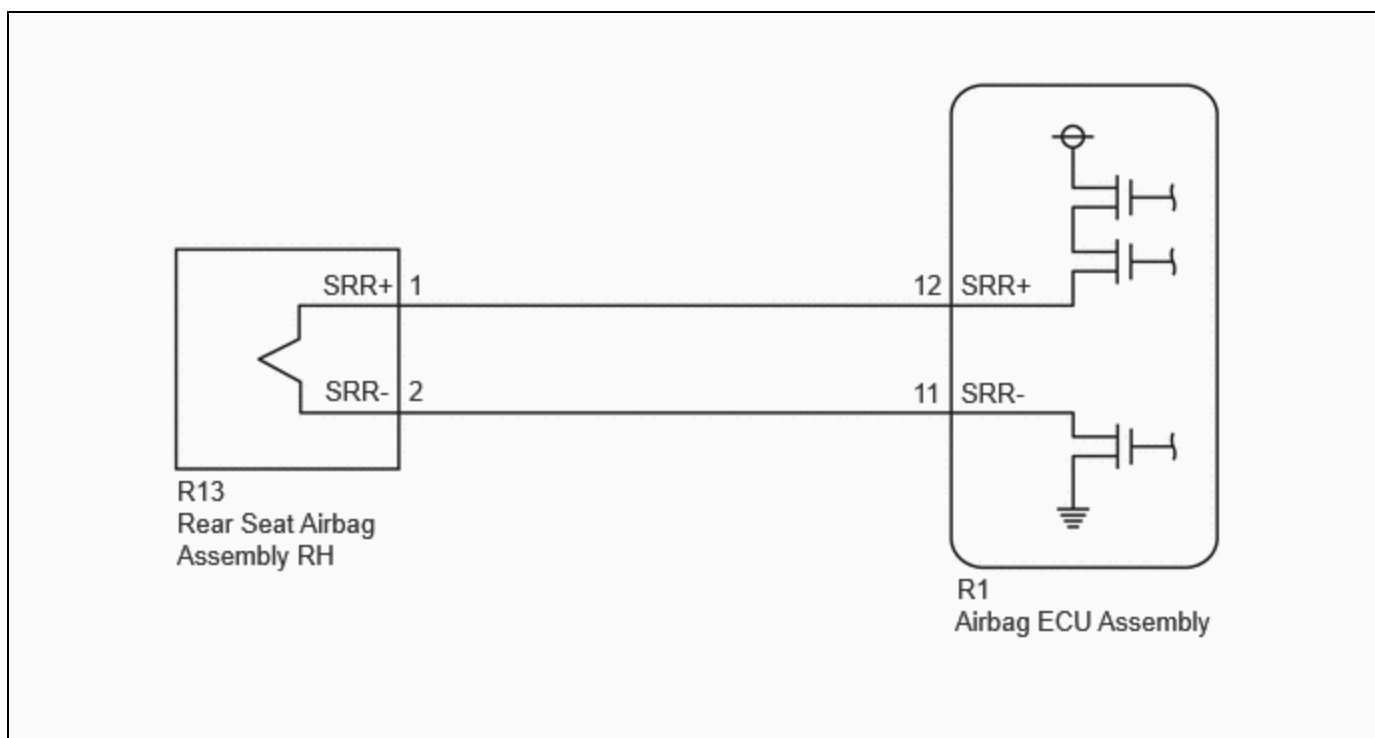 SRR+ 1
12 SRR+
SRR- 2
11 SRR-
R13
Rear Seat Airbag
Assembly RH
R1
Airbag ECU Assembly